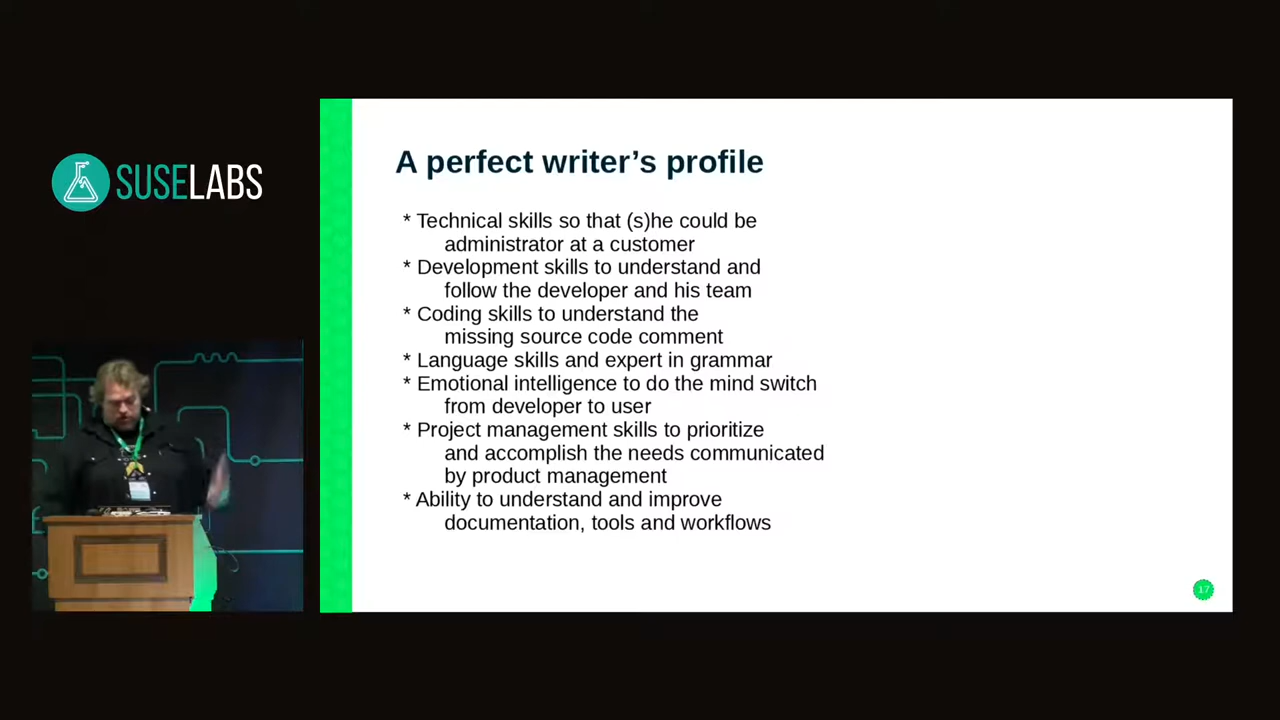 SUSELABS
A perfect writer's profile
* Technical skills so that (s)he could be
administrator at a customer
* Development skills to understand and
follow the developer and his team
* Coding skills to understand the
missing source code comment
* Language skills and expert in grammar
* Emotional intelligence to do the mind switch
from developer to user
* Project management skills to prioritize
and accomplish the needs communicated
by product management
* Ability to understand and improve
documentation, tools and workflows
17